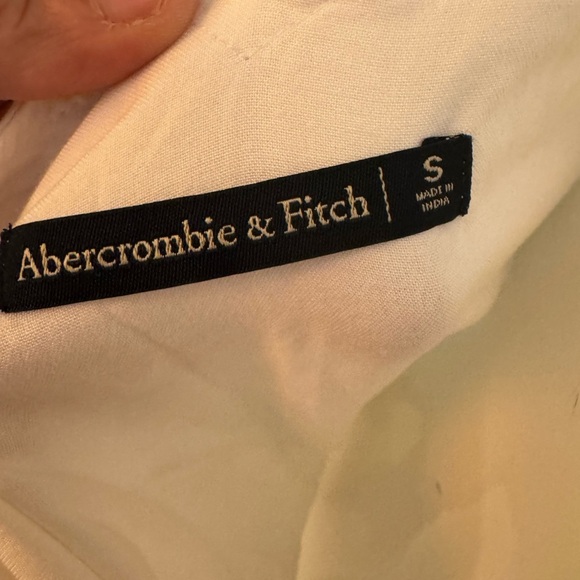 Abercrombie & Fitch
S
MADE IN
INDIA